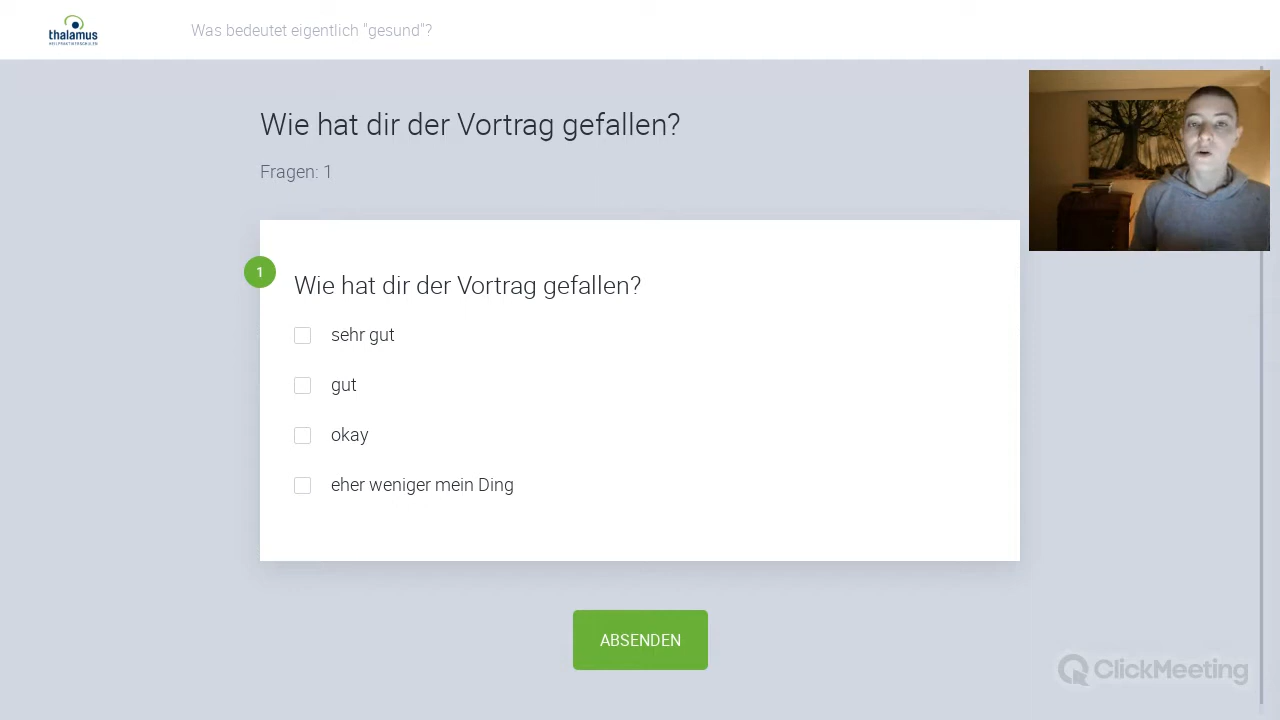 thalamus
HEILPRAKTIKERSCHULEN
Was bedeutet eigentlich "gesund"?
Wie hat dir der Vortrag gefallen?
Fragen: 1
1
Wie hat dir der Vortrag gefallen?
sehr gut
gut
okay
eher weniger mein Ding
ABSENDEN
ClickMeeting